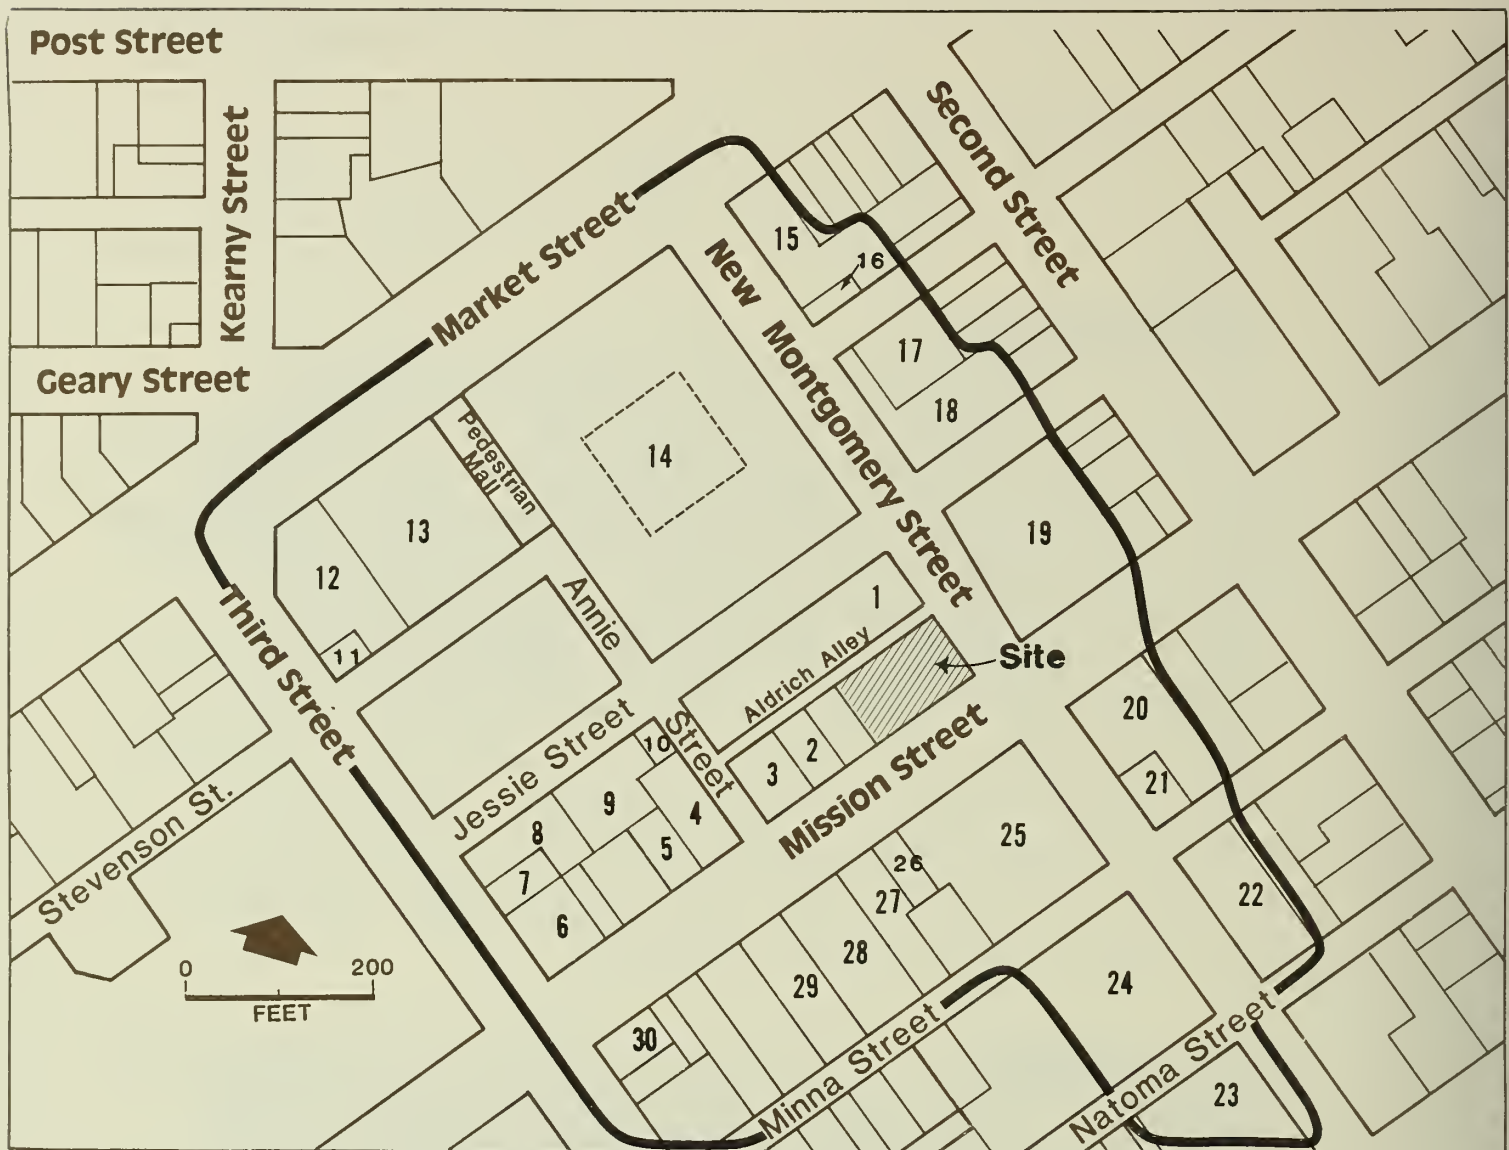 Post Street
Kearny Street
Geary Street
Market Street
Second Street
New Montgomery Street
15
16
17
18
14
Pedestrian
Mall
13
12
11
19
Third Street
Annie
Street
1
Aldrich Alley
Site
2
3
Mission Street
20
21
Jessie Street
10
9
8
7
6
5
4
Stevenson St.
25
26
27
28
29
30
22
24
23
Minna Street
Natoma Street
0
200
FEET